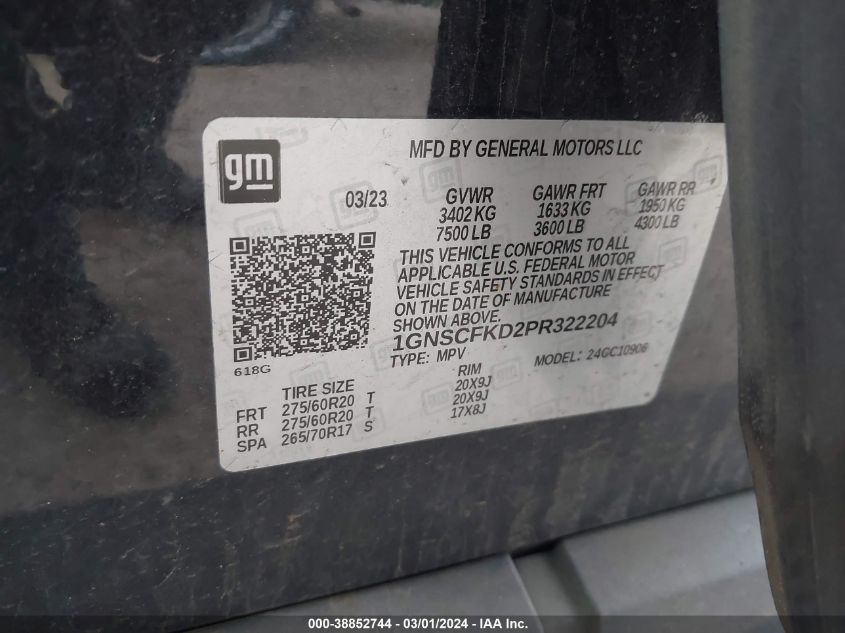 gm
MFD BY GENERAL MOTORS LLC
03/23 GVWR GAWR FRT GAWR RR
3402 KG 1633 KG 1950 KG
7500 LB 3600 LB 4300 LB
THIS VEHICLE CONFORMS TO ALL
APPLICABLE U.S. FEDERAL MOTOR
VEHICLE SAFETY STANDARDS IN EFFECT
ON THE DATE OF MANUFACTURE
SHOWN ABOVE.
1GNSCFKD2PR322204
TYPE: MPV MODEL: 24GC10906
618G
TIRE SIZE RIM
FRT 275/60R20 T 20X9J
RR 275/60R20 T 20X9J
SPA 265/70R17 S 17X8J
000-38852744 / 03/01/2024 - IAA Inc.